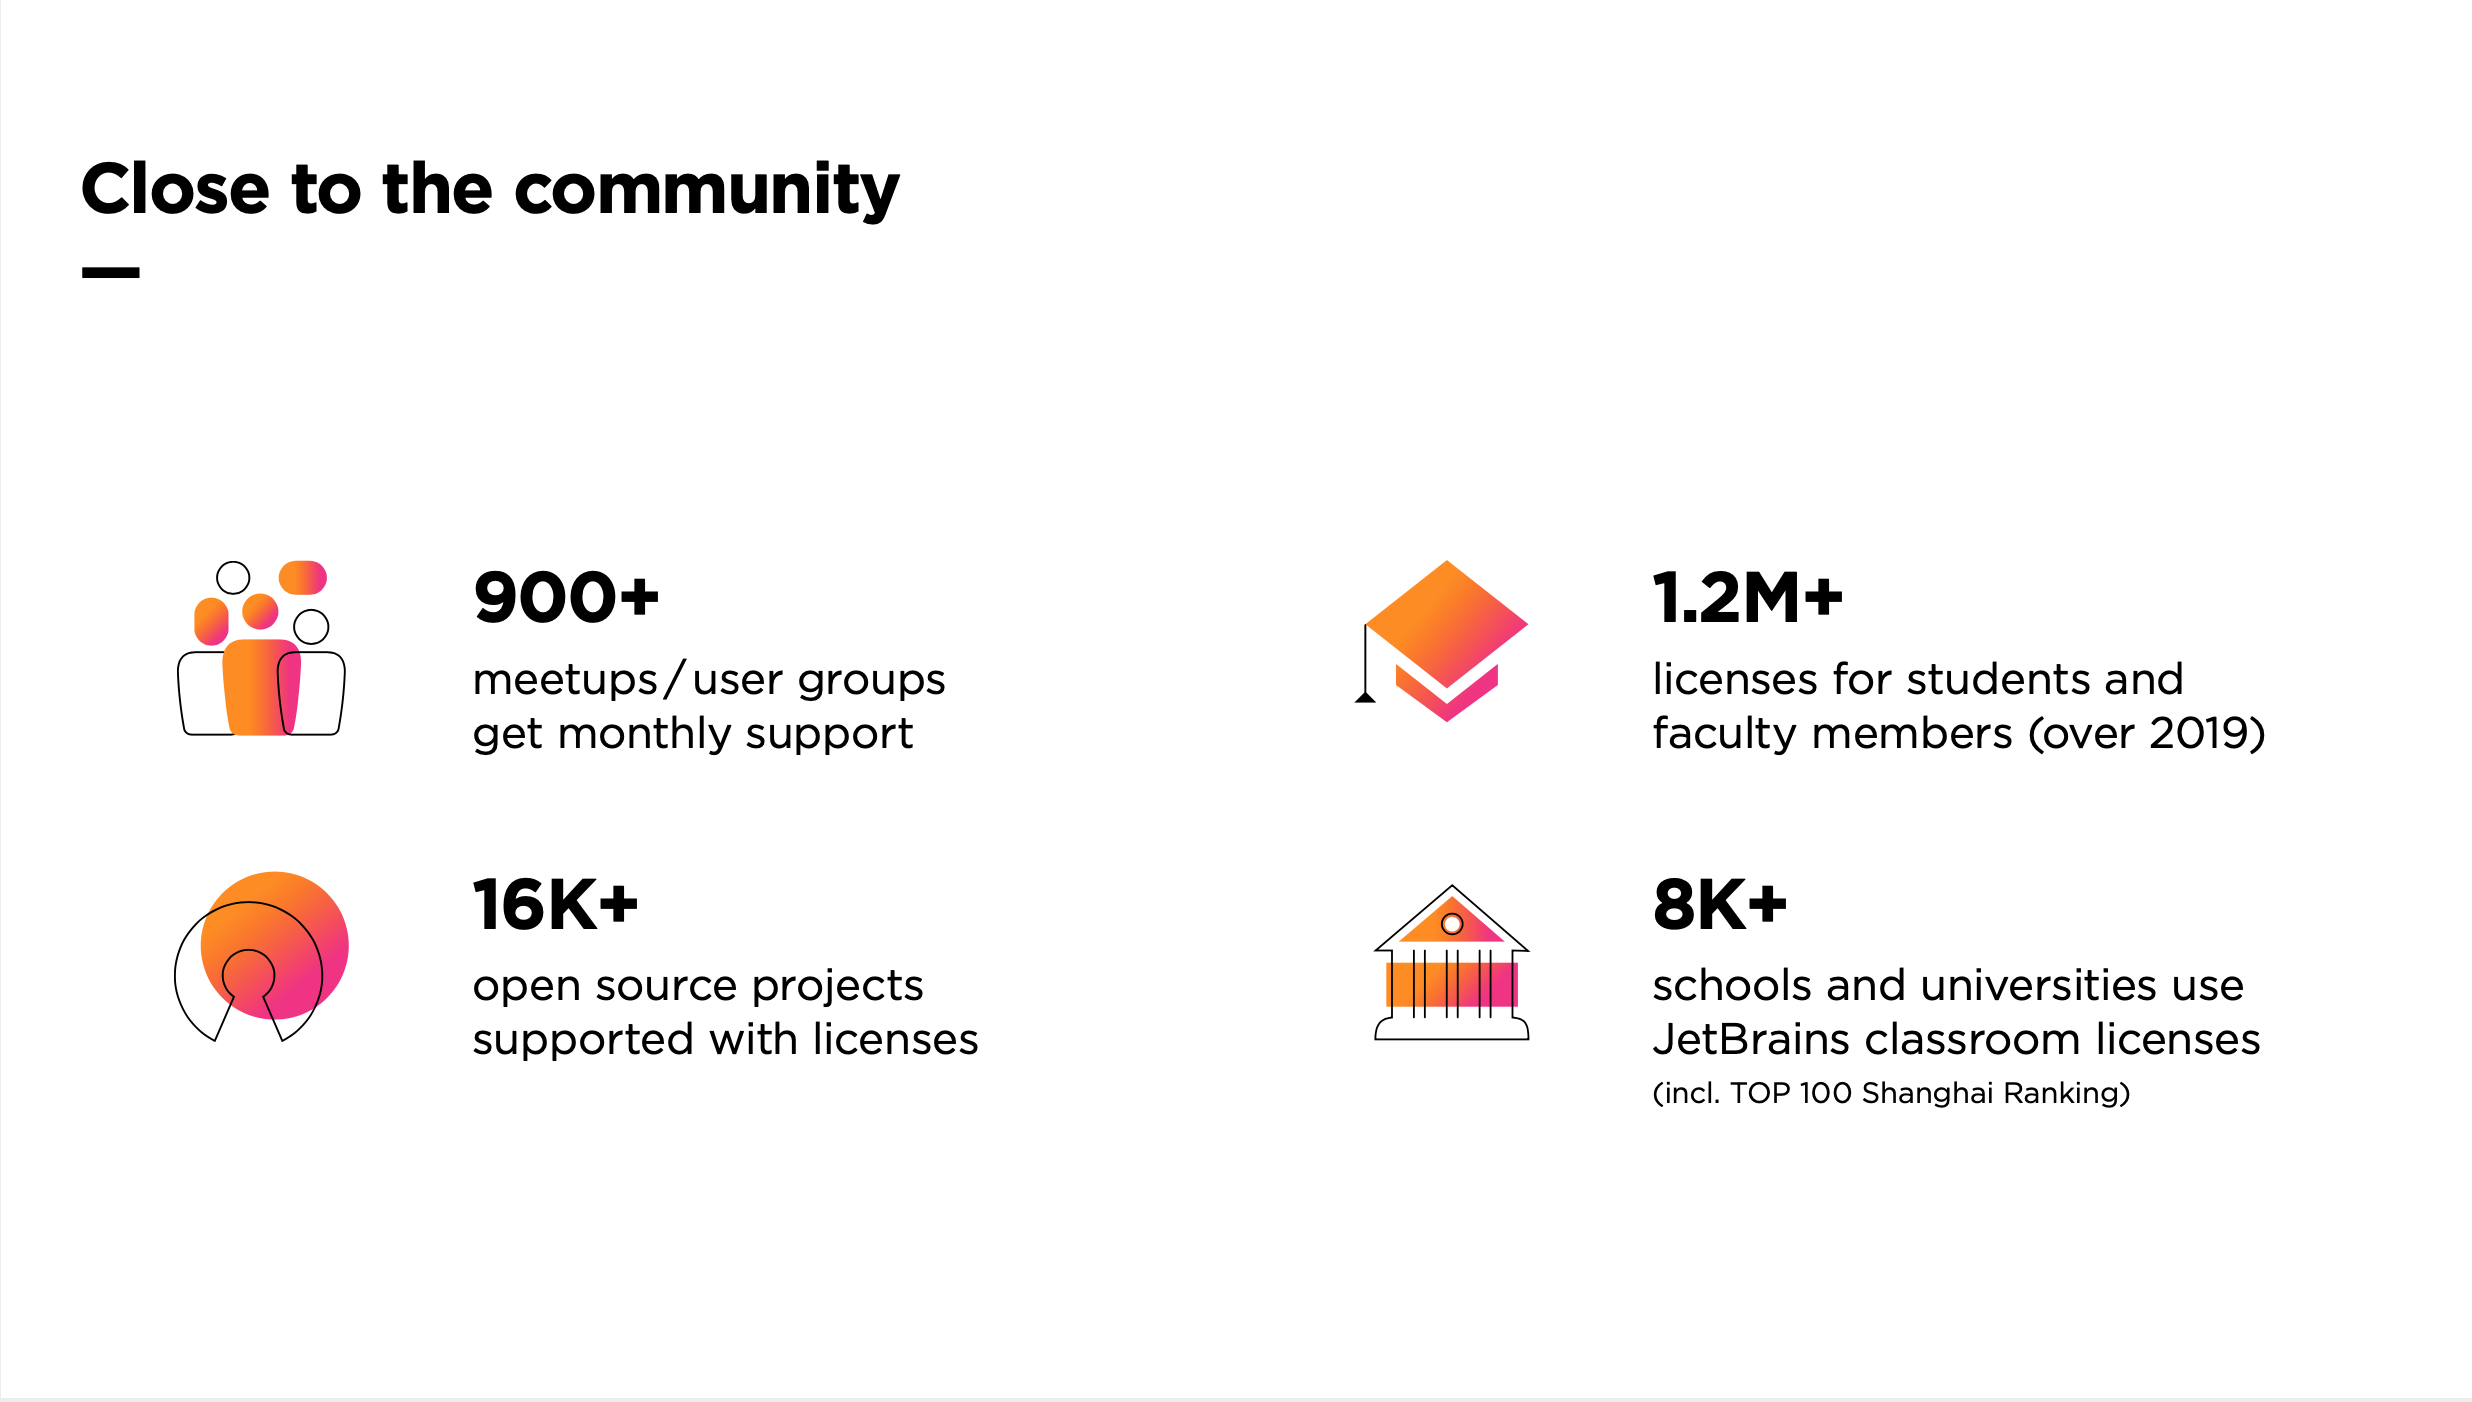 Close to the community
900+
meetups / user groups
get monthly support
1.2M+
licenses for students and
faculty members (over 2019)
16K+
open source projects
supported with licenses
8K+
schools and universities use
JetBrains classroom licenses
(incl. TOP 100 Shanghai Ranking)